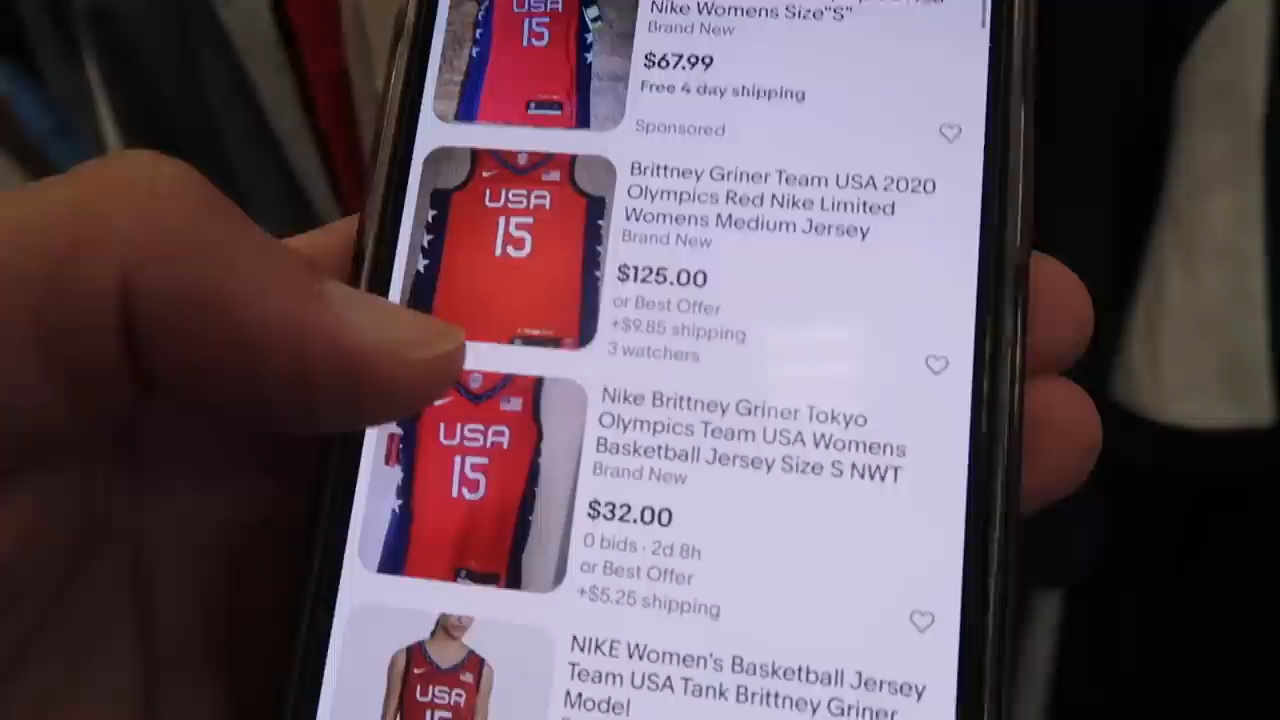 USA
15
Nike Womens Size"S"
Brand New
$67.99
Free 4 day shipping
Sponsored
USA
15
Brittney Griner Team USA 2020
Olympics Red Nike Limited
Womens Medium Jersey
Brand New
$125.00
or Best Offer
+$9.85 shipping
3 watchers
USA
15
Nike Brittney Griner Tokyo
Olympics Team USA Womens
Basketball Jersey Size S NWT
Brand New
$32.00
0 bids · 2d 8h
or Best Offer
+$5.25 shipping
USA
15
NIKE Women's Basketball Jersey
Team USA Tank Brittney Griner
Model